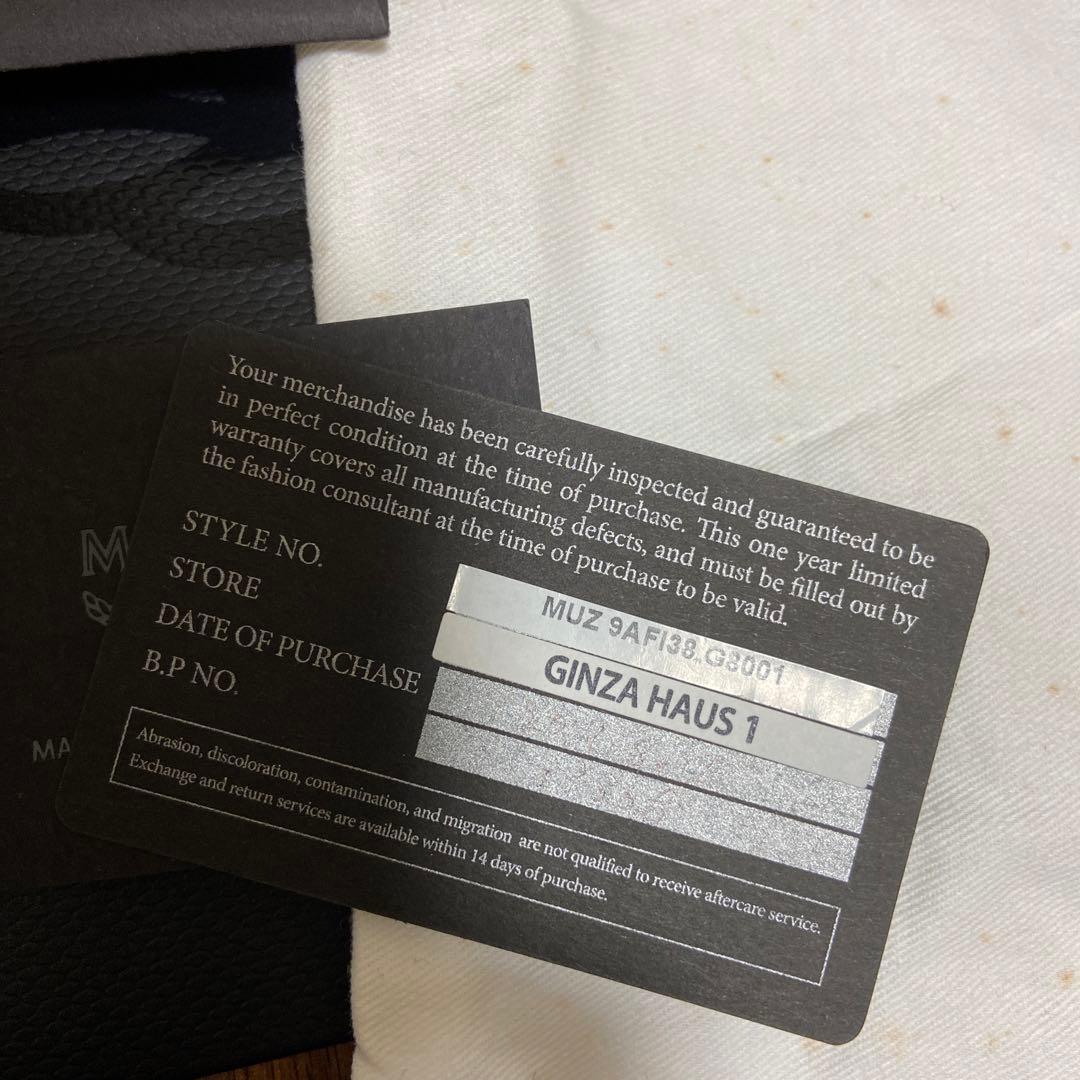 Your merchandise has been carefully inspected and guaranteed to be
in perfect condition at the time of purchase. This one year limited
warranty covers all manufacturing defects, and must be filled out by
the fashion consultant at the time of purchase to be valid.
STYLE NO. MUZ 9AFI38.G8001
STORE GINZA HAUS 1
DATE OF PURCHASE
B.P NO.
Abrasion, discoloration, contamination, and migration are not qualified to receive aftercare service.
Exchange and return services are available within 14 days of purchase.
M
MA